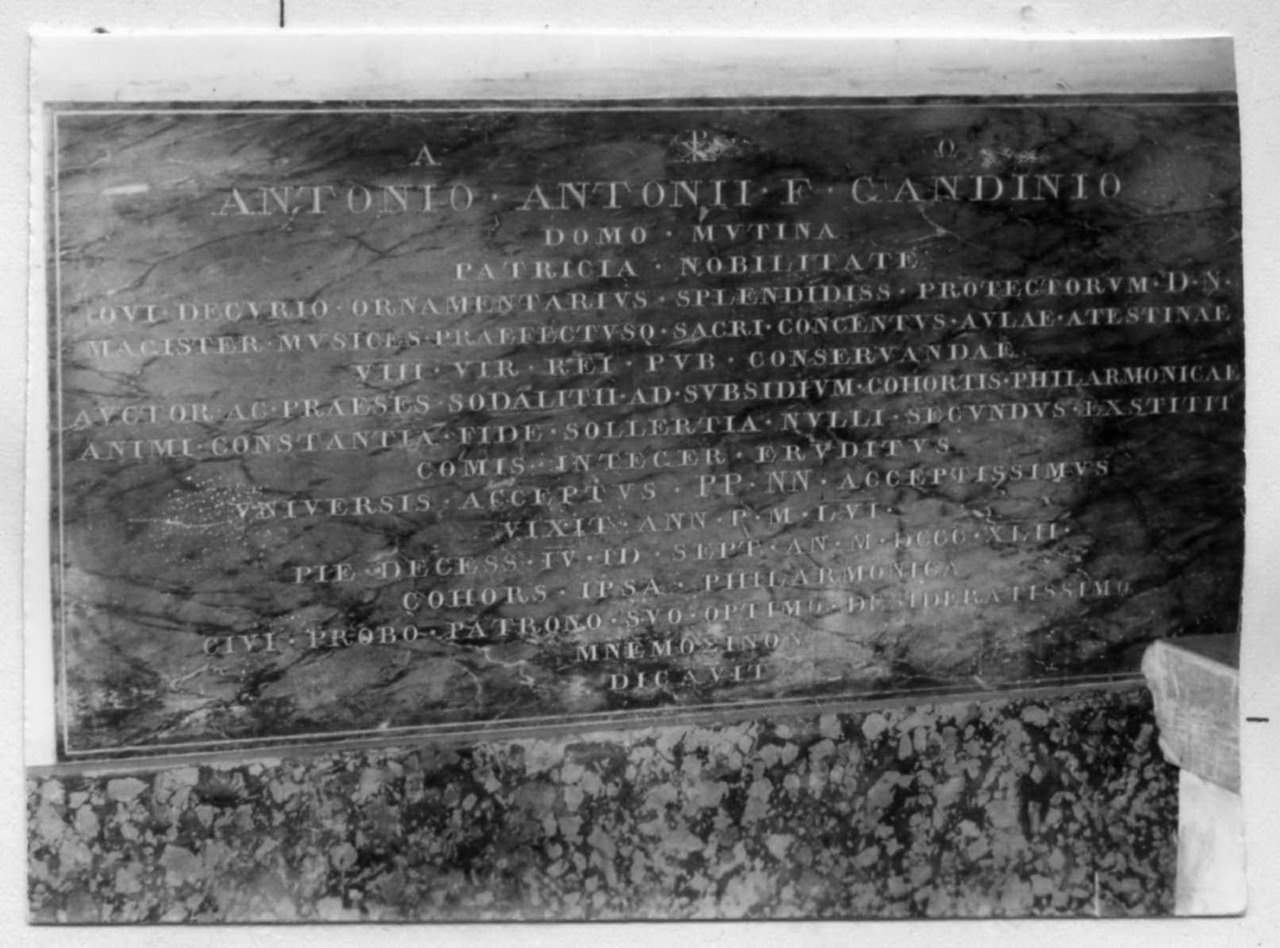 A ☧ Ω
ANTONIO · ANTONII · F · GANDINIO
DOMO · MVTINA
PATRICIA · NOBILITATE
QVI · DECVRIO · ORNAMENTARIVS · SPLENDIDISS · PROTECTORVM · D · N ·
MAGISTER · MVSICES · PRAEFECTVSQ · SACRI · CONCENTVS · AVLAE · ATESTINAE
VIII · VIR · REI · PVB · CONSERVANDAE
AVCTOR · AC · PRAESES · SODALITII · AD · SVBSIDIVM · COHORTIS · PHILARMONICAE
ANIMI · CONSTANTIA · FIDE · SOLLERTIA · NVLLI · SECVNDVS · EXSTITIT
COMIS · INTEGER · ERVDITVS
VNIVERSIS · ACCEPTVS · PP · NN · ACCEPTISSIMVS
VIXIT · ANN · P · M · LVI ·
PIE · DECESS · IV · ID · SEPT · AN · M · DCCC · XLII ·
COHORS · IPSA · PHILARMONICA
CIVI · PROBO · PATRONO · SVO · OPTIMO · DESIDERATISSIMO
MNEMOΣINON
DICAVIT